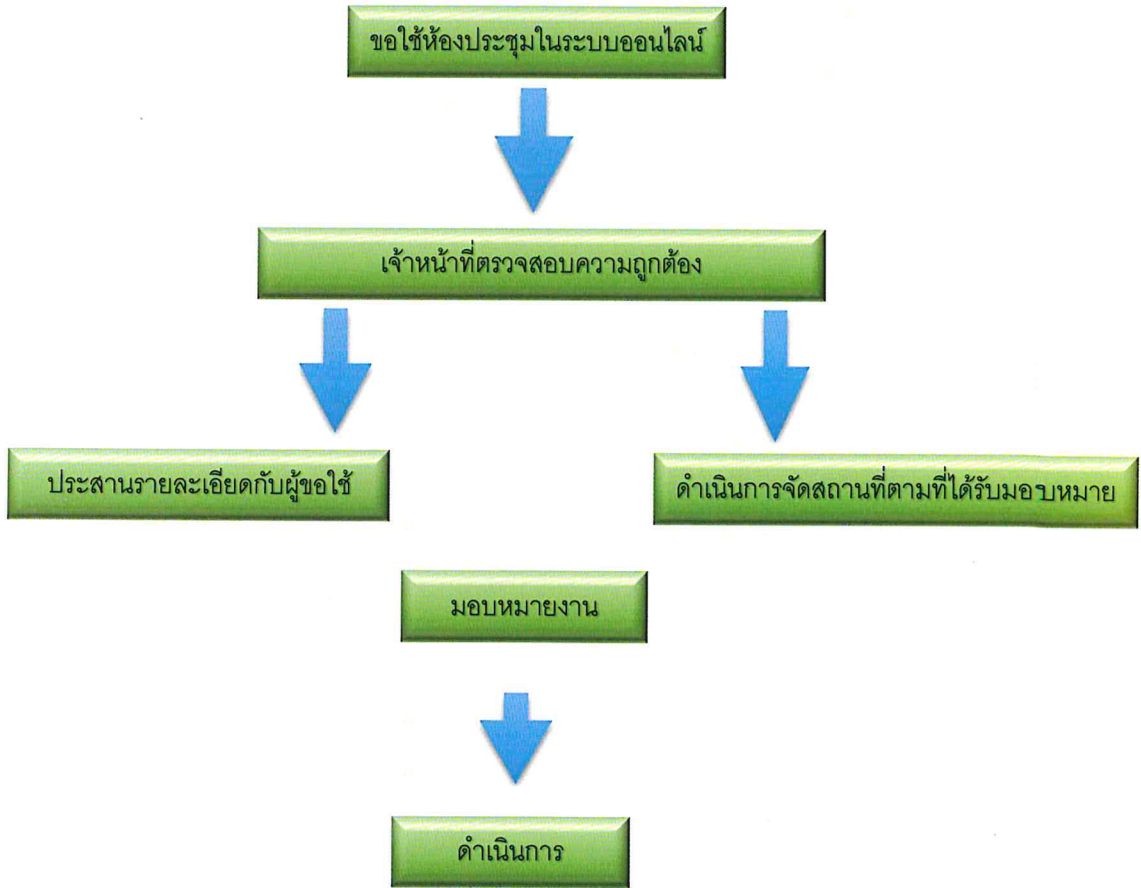 ขอใช้ห้องประชุมในระบบออนไลน์
เจ้าหน้าที่ตรวจสอบความถูกต้อง
ประสานรายละเอียดกับผู้ขอใช้
ดำเนินการจัดสถานที่ตามที่ได้รับมอบหมาย
มอบหมายงาน
ดำเนินการ